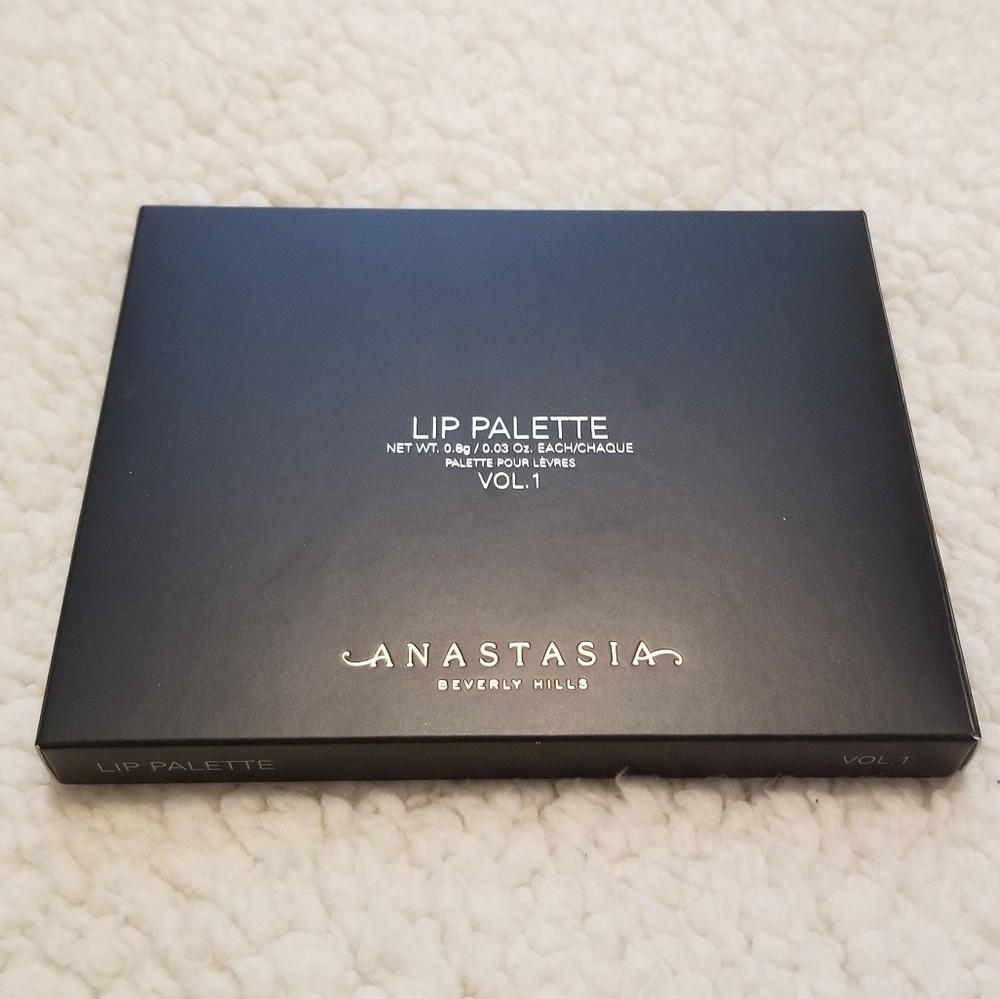 LIP PALETTE
NET WT. 0.8g / 0.03 Oz. EACH/CHAQUE
PALETTE POUR LÈVRES
VOL.1
ANASTASIA
BEVERLY HILLS
LIP PALETTE VOL.1